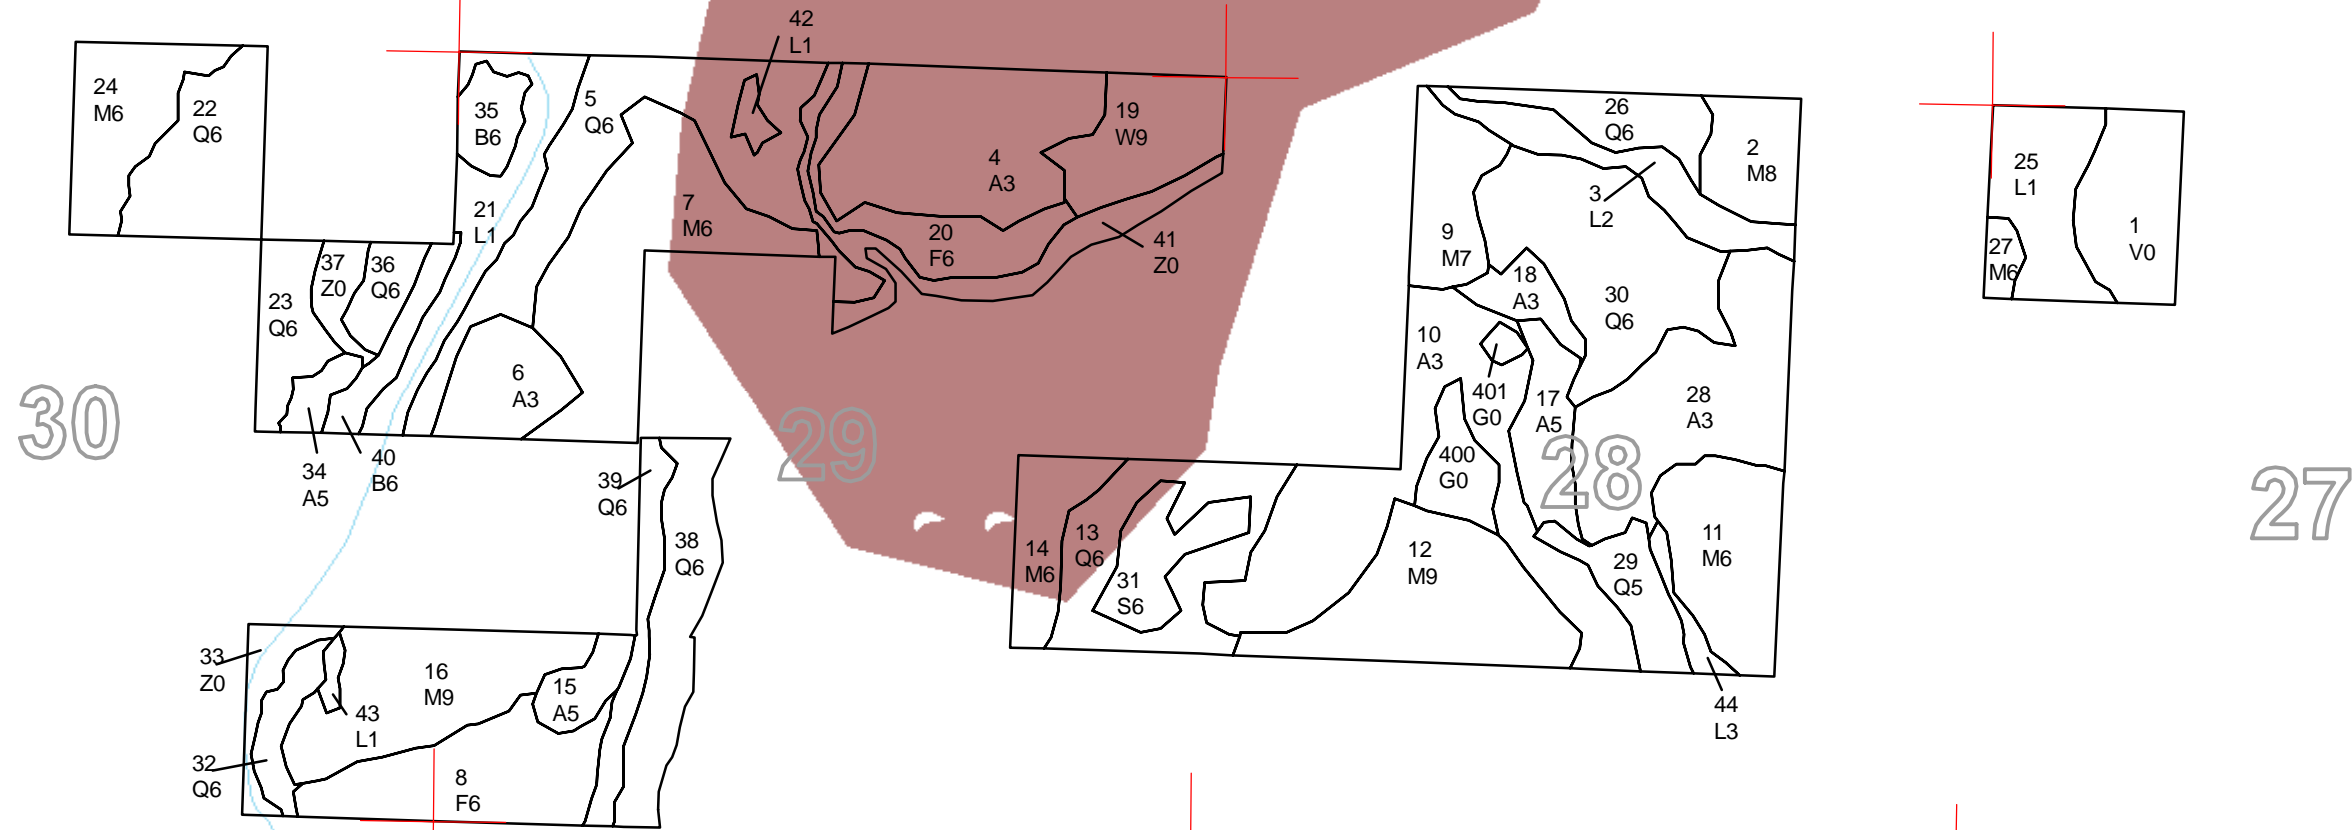 42
L1
24
M6
22
Q6
35
B6
5
Q6
19
W9
4
A3
26
Q6
2
M8
25
L1
3
L2
7
M6
21
L1
20
F6
41
Z0
9
M7
1
V0
27
M6
37
Z0
36
Q6
23
Q6
18
A3
30
Q6
10
A3
6
A3
401
G0
17
A5
28
A3
30
29
28
27
34
A5
40
B6
39
Q6
400
G0
38
Q6
14
M6
13
Q6
31
S6
12
M9
29
Q5
11
M6
33
Z0
16
M9
15
A5
43
L1
44
L3
32
Q6
8
F6